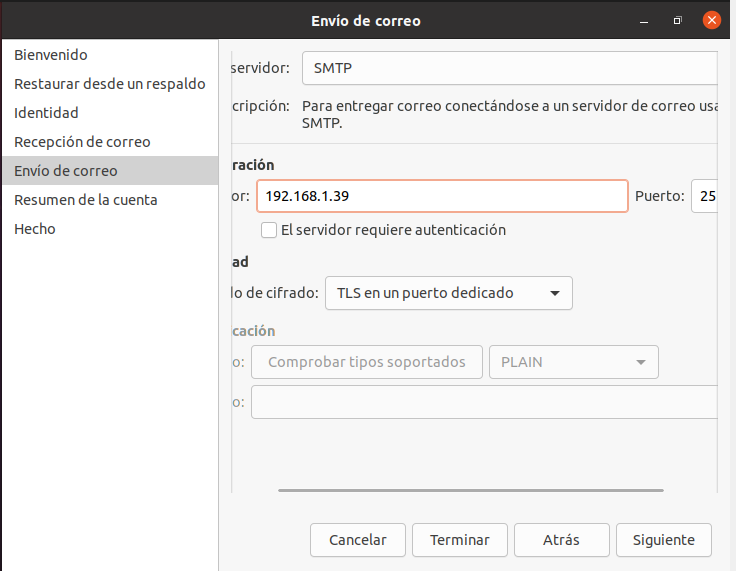 Envío de correo
Bienvenido
Restaurar desde un respaldo
Identidad
Recepción de correo
Envío de correo
Resumen de la cuenta
Hecho
servidor: SMTP
cripción: Para entregar correo conectándose a un servidor de correo usa
SMTP.
ración
or: 192.168.1.39 Puerto: 25
El servidor requiere autenticación
ad
do de cifrado: TLS en un puerto dedicado
cación
o: Comprobar tipos soportados PLAIN
o:
Cancelar Terminar Atrás Siguiente